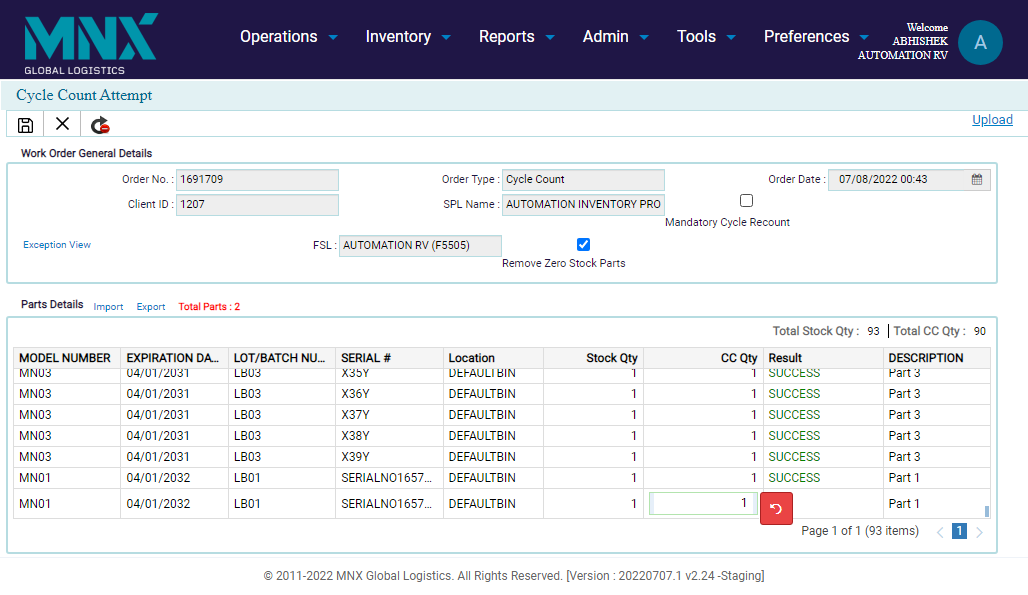 MNX
GLOBAL LOGISTICS
Operations Inventory Reports Admin Tools Preferences
Welcome
ABHISHEK
AUTOMATION RV
A
Cycle Count Attempt
Upload
Work Order General Details
Order No. : 1691709 Order Type : Cycle Count Order Date : 07/08/2022 00:43
Client ID : 1207 SPL Name : AUTOMATION INVENTORY PRO
Mandatory Cycle Recount
Exception View FSL : AUTOMATION RV (F5505)
Remove Zero Stock Parts
Parts Details Import Export Total Parts : 2
Total Stock Qty : 93 Total CC Qty : 90
MODEL NUMBER EXPIRATION DA... LOT/BATCH NU... SERIAL # Location Stock Qty CC Qty Result DESCRIPTION
MN03 04/01/2031 LB03 X35Y DEFAULTBIN 1 1 SUCCESS Part 3
MN03 04/01/2031 LB03 X36Y DEFAULTBIN 1 1 SUCCESS Part 3
MN03 04/01/2031 LB03 X37Y DEFAULTBIN 1 1 SUCCESS Part 3
MN03 04/01/2031 LB03 X38Y DEFAULTBIN 1 1 SUCCESS Part 3
MN03 04/01/2031 LB03 X39Y DEFAULTBIN 1 1 SUCCESS Part 3
MN01 04/01/2032 LB01 SERIALNO1657... DEFAULTBIN 1 1 SUCCESS Part 1
MN01 04/01/2032 LB01 SERIALNO1657... DEFAULTBIN 1 1 Part 1
Page 1 of 1 (93 items) 1
© 2011-2022 MNX Global Logistics. All Rights Reserved. [Version : 20220707.1 v2.24 -Staging]